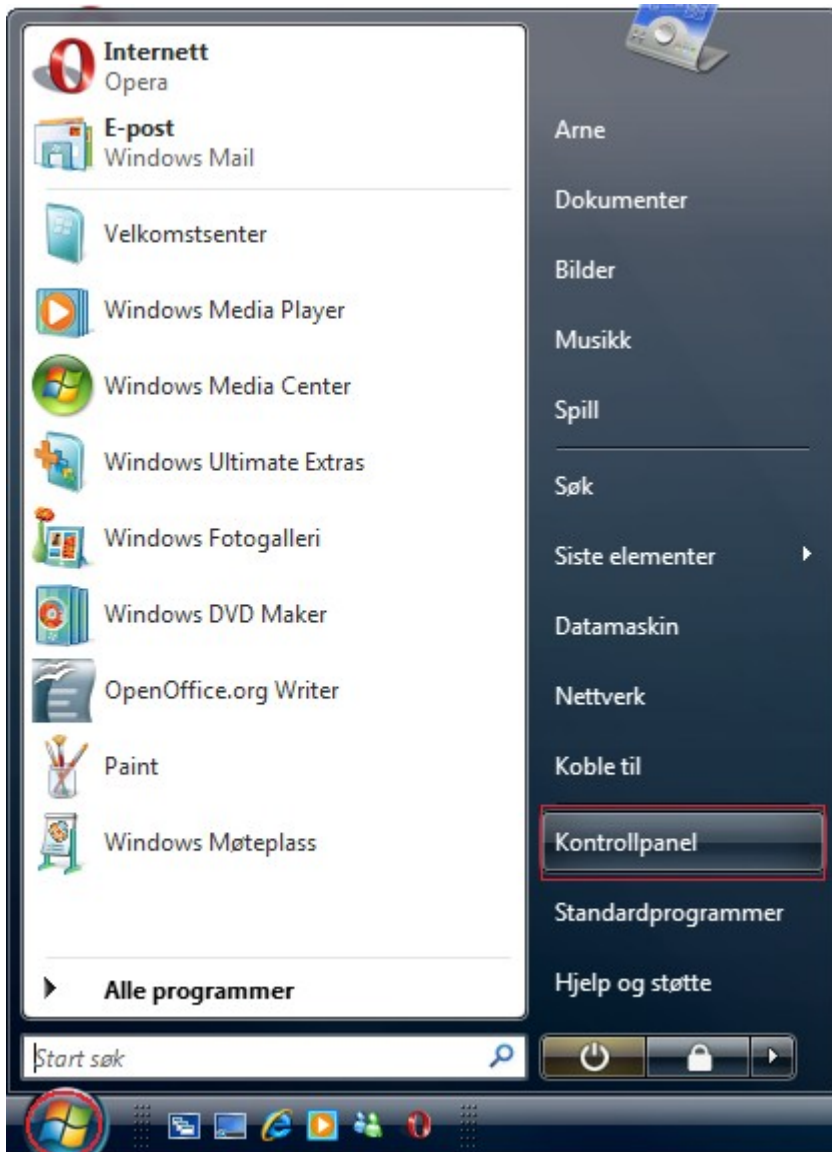 Internett
Opera
E-post
Windows Mail
Velkomstsenter
Windows Media Player
Windows Media Center
Windows Ultimate Extras
Windows Fotogalleri
Windows DVD Maker
OpenOffice.org Writer
Paint
Windows Møteplass
Alle programmer
Start søk
Arne
Dokumenter
Bilder
Musikk
Spill
Søk
Siste elementer
Datamaskin
Nettverk
Koble til
Kontrollpanel
Standardprogrammer
Hjelp og støtte